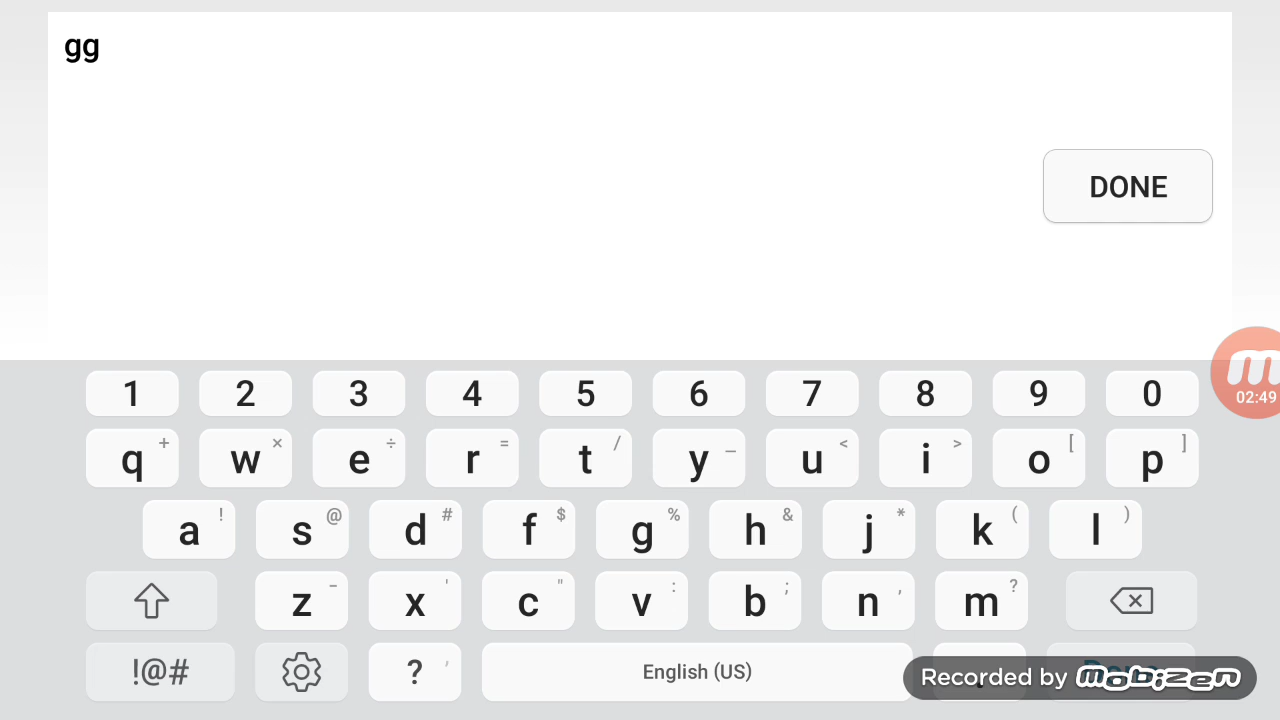 gg
DONE
1 2 3 4 5 6 7 8 9 0
q + w × e ÷ r = t / y _ u < i > o [ p ]
02:49
a ! s @ d # f $ g % h & j * k ( l )
z - x ' c " v : b ; n , m ?
!@# ? , English (US)
Recorded by mobizen